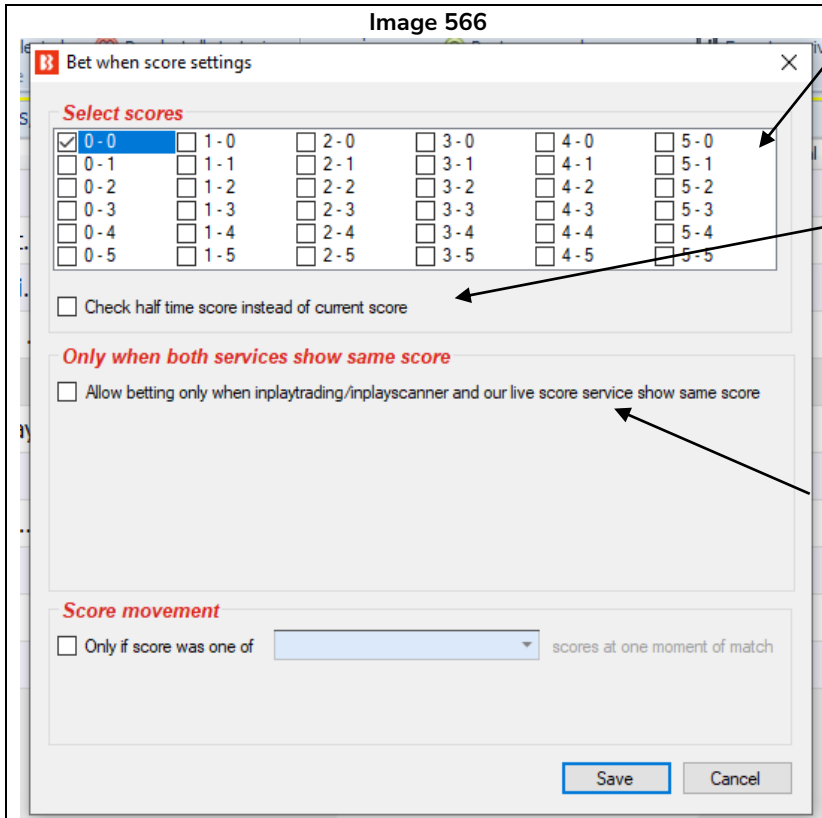 Image 566
Bet when score settings
Select scores
0 - 0 1 - 0 2 - 0 3 - 0 4 - 0 5 - 0
0 - 1 1 - 1 2 - 1 3 - 1 4 - 1 5 - 1
0 - 2 1 - 2 2 - 2 3 - 2 4 - 2 5 - 2
0 - 3 1 - 3 2 - 3 3 - 3 4 - 3 5 - 3
0 - 4 1 - 4 2 - 4 3 - 4 4 - 4 5 - 4
0 - 5 1 - 5 2 - 5 3 - 5 4 - 5 5 - 5
Check half time score instead of current score
Only when both services show same score
Allow betting only when inplaytrading/inplayscanner and our live score service show same score
Score movement
Only if score was one of scores at one moment of match
Save Cancel